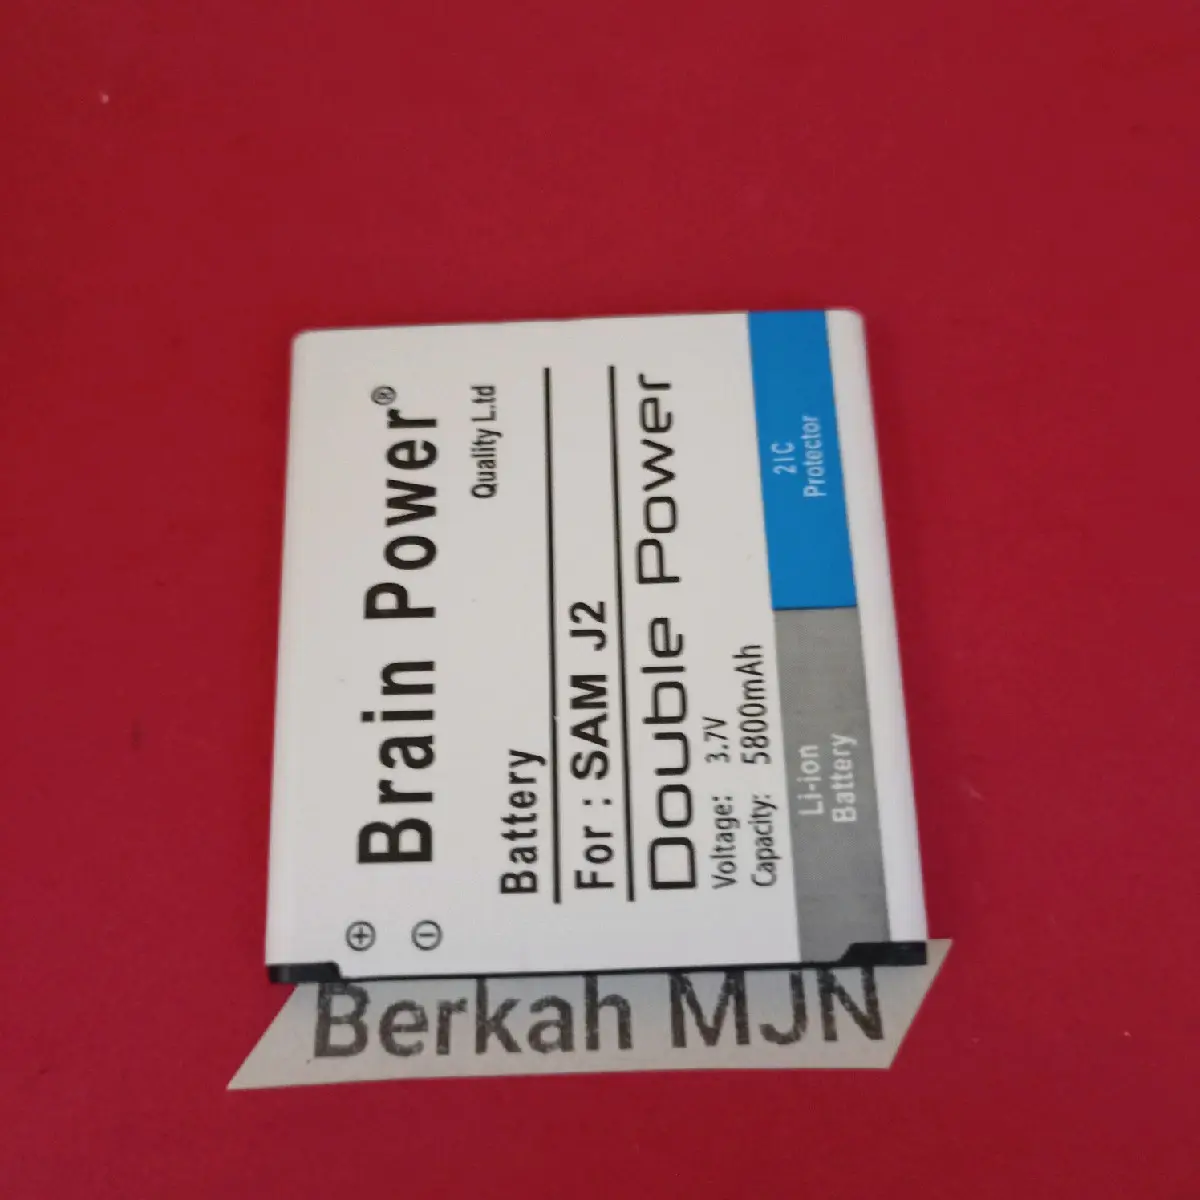 Brain Power®
Quality L.td
Battery
For : SAM J2
Double Power
Voltage: 3.7V
Capacity: 5800mAh
Li-ion
Battery
2IC
Protector
Berkah MJN